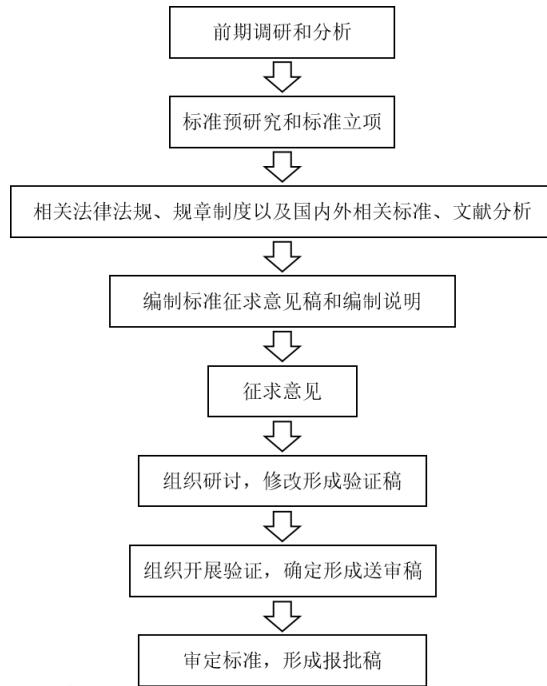 前期调研和分析
标准预研究和标准立项
相关法律法规、规章制度以及国内外相关标准、文献分析
编制标准征求意见稿和编制说明
征求意见
组织研讨，修改形成验证稿
组织开展验证，确定形成送审稿
审定标准，形成报批稿